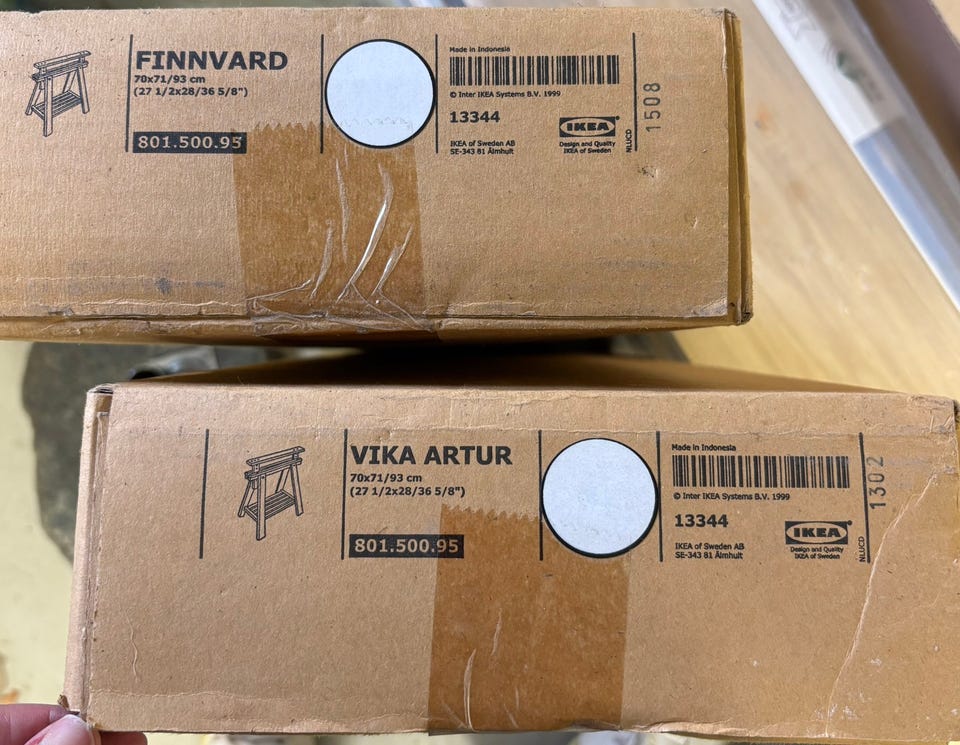 FINNVARD
70x71/93 cm
(27 1/2x28/36 5/8")
801.500.95
Made in Indonesia
© Inter IKEA Systems B.V. 1999
13344
IKEA of Sweden AB
SE-343 81 Älmhult
IKEA®
Design and Quality
IKEA of Sweden
NLUCD
1508
VIKA ARTUR
70x71/93 cm
(27 1/2x28/36 5/8")
801.500.95
Made in Indonesia
© Inter IKEA Systems B.V. 1999
13344
IKEA of Sweden AB
SE-343 81 Älmhult
IKEA®
Design and Quality
IKEA of Sweden
NLUCD
1302